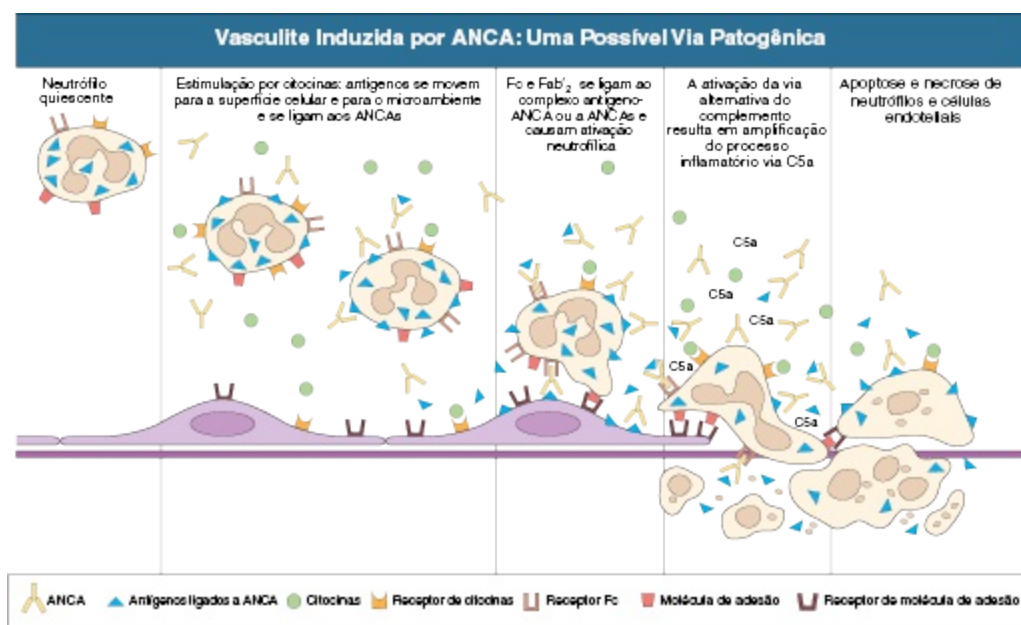 Vasculite Induzida por ANCA: Uma Possível Via Patogênica
Neutrófilo
quiescente
Estimulação por citocinas: antígenos se movem
para a superfície celular e para o microambiente
e se ligam aos ANCAs
Fc e Fab'2 se ligam ao
complexo antígeno-
ANCA ou a ANCAs e
causam ativação
neutrofílica
A ativação da via
alternativa do
complemento
resulta em amplificação
do processo
inflamatório via C5a
Apoptose e necrose de
neutrófilos e células
endoteliais
C5a
C5a
C5a
C5a
C5a
ANCA
Antígenos ligados a ANCA
Citocinas
Receptor de citocinas
Receptor Fc
Molécula de adesão
Receptor de molécula de adesão